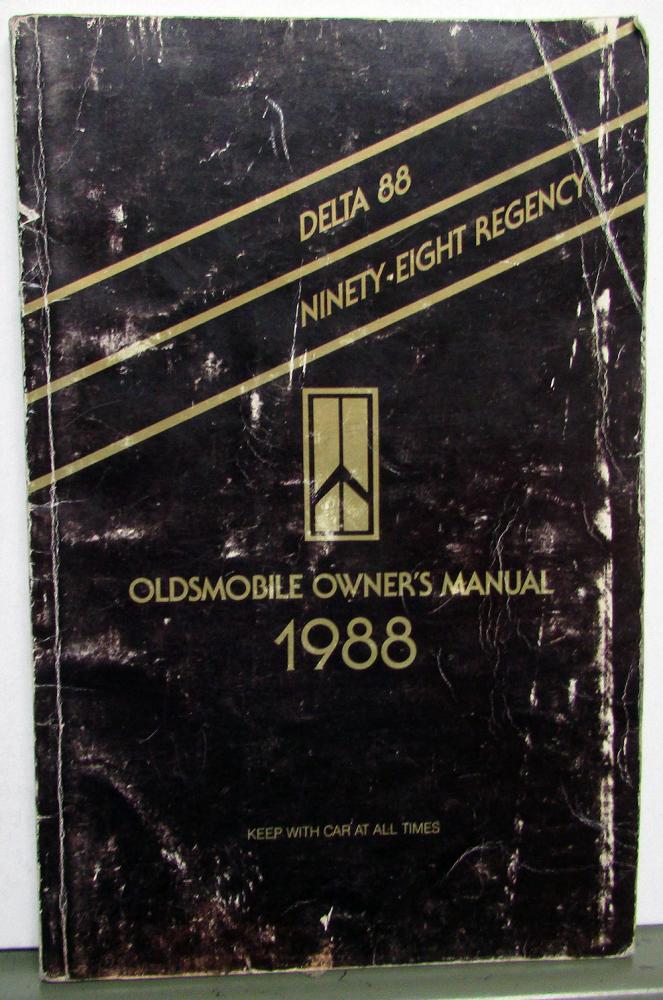 DELTA 88
NINETY-EIGHT REGENCY
OLDSMOBILE OWNER'S MANUAL
1988
KEEP WITH CAR AT ALL TIMES